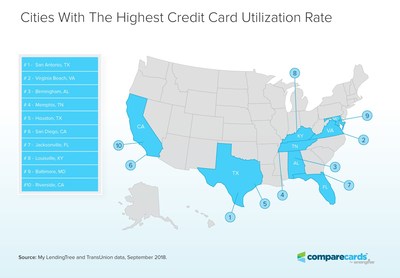 Cities With The Highest Credit Card Utilization Rate
# 1 - San Antonio, TX
# 2 - Virginia Beach, VA
# 3 - Birmingham, AL
# 4 - Memphis, TN
# 5 - Houston, TX
# 6 - San Diego, CA
# 7 - Jacksonville, FL
# 8 - Louisville, KY
# 9 - Baltimore, MD
#10 - Riverside, CA
8
9
CA
KY
VA
2
10
TN
6
AL
3
TX
FL
7
4
5
1
Source: My LendingTree and TransUnion data, September 2018.
comparecards
by lendingtree